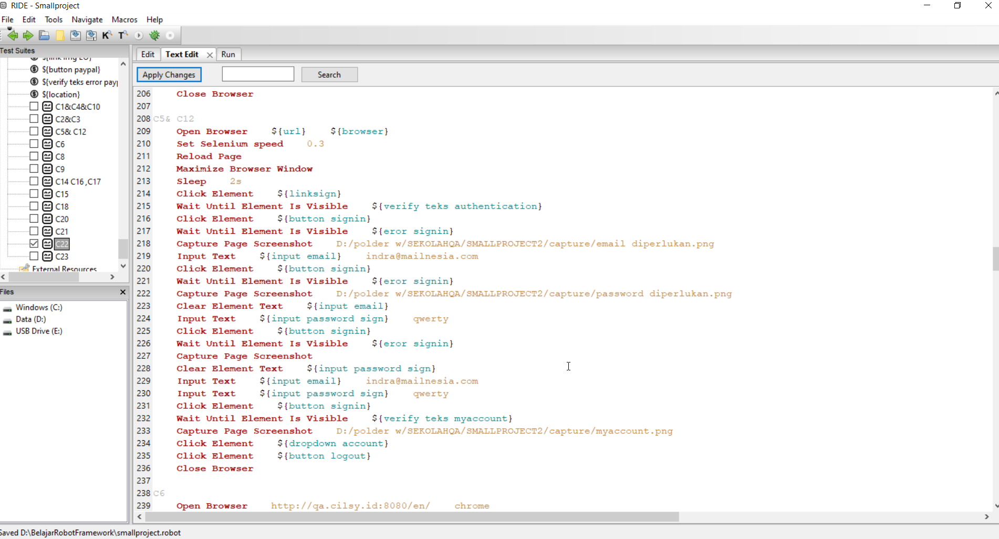 RIDE - Smallproject
File Edit Tools Navigate Macros Help
Test Suites
${button paypal}
${verify teks error pay
${location}
C1&C4&C10
C2&C3
C5& C12
C6
C8
C9
C14 C16 ,C17
C15
C18
C20
C21
C22
C23
External Resources
Files
Windows (C:)
Data (D:)
USB Drive (E:)
Edit Text Edit Run
Apply Changes Search
206 Close Browser
207
208 C5& C12
209 Open Browser ${url} ${browser}
210 Set Selenium speed 0.3
211 Reload Page
212 Maximize Browser Window
213 Sleep 2s
214 Click Element ${linksign}
215 Wait Until Element Is Visible ${verify teks authentication}
216 Click Element ${button signin}
217 Wait Until Element Is Visible ${eror signin}
218 Capture Page Screenshot D:/polder w/SEKOLAHQA/SMALLPROJECT2/capture/email diperlukan.png
219 Input Text ${input email} indra@mailnesia.com
220 Click Element ${button signin}
221 Wait Until Element Is Visible ${eror signin}
222 Capture Page Screenshot D:/polder w/SEKOLAHQA/SMALLPROJECT2/capture/password diperlukan.png
223 Clear Element Text ${input email}
224 Input Text ${input password sign} qwerty
225 Click Element ${button signin}
226 Wait Until Element Is Visible ${eror signin}
227 Capture Page Screenshot
228 Clear Element Text ${input password sign}
229 Input Text ${input email} indra@mailnesia.com
230 Input Text ${input password sign} qwerty
231 Click Element ${button signin}
232 Wait Until Element Is Visible ${verify teks myaccount}
233 Capture Page Screenshot D:/polder w/SEKOLAHQA/SMALLPROJECT2/capture/myaccount.png
234 Click Element ${dropdown account}
235 Click Element ${button logout}
236 Close Browser
237
238 C6
239 Open Browser http://qa.cilsy.id:8080/en/ chrome
Saved D:\BelajarRobotFramework\smallproject.robot